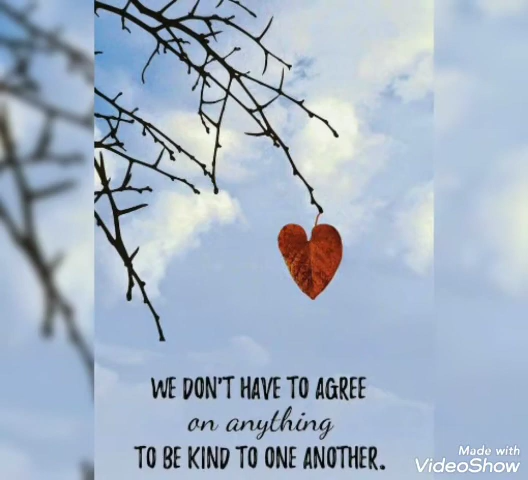 WE DON'T HAVE TO AGREE
on anything
TO BE KIND TO ONE ANOTHER.
Made with
VideoShow